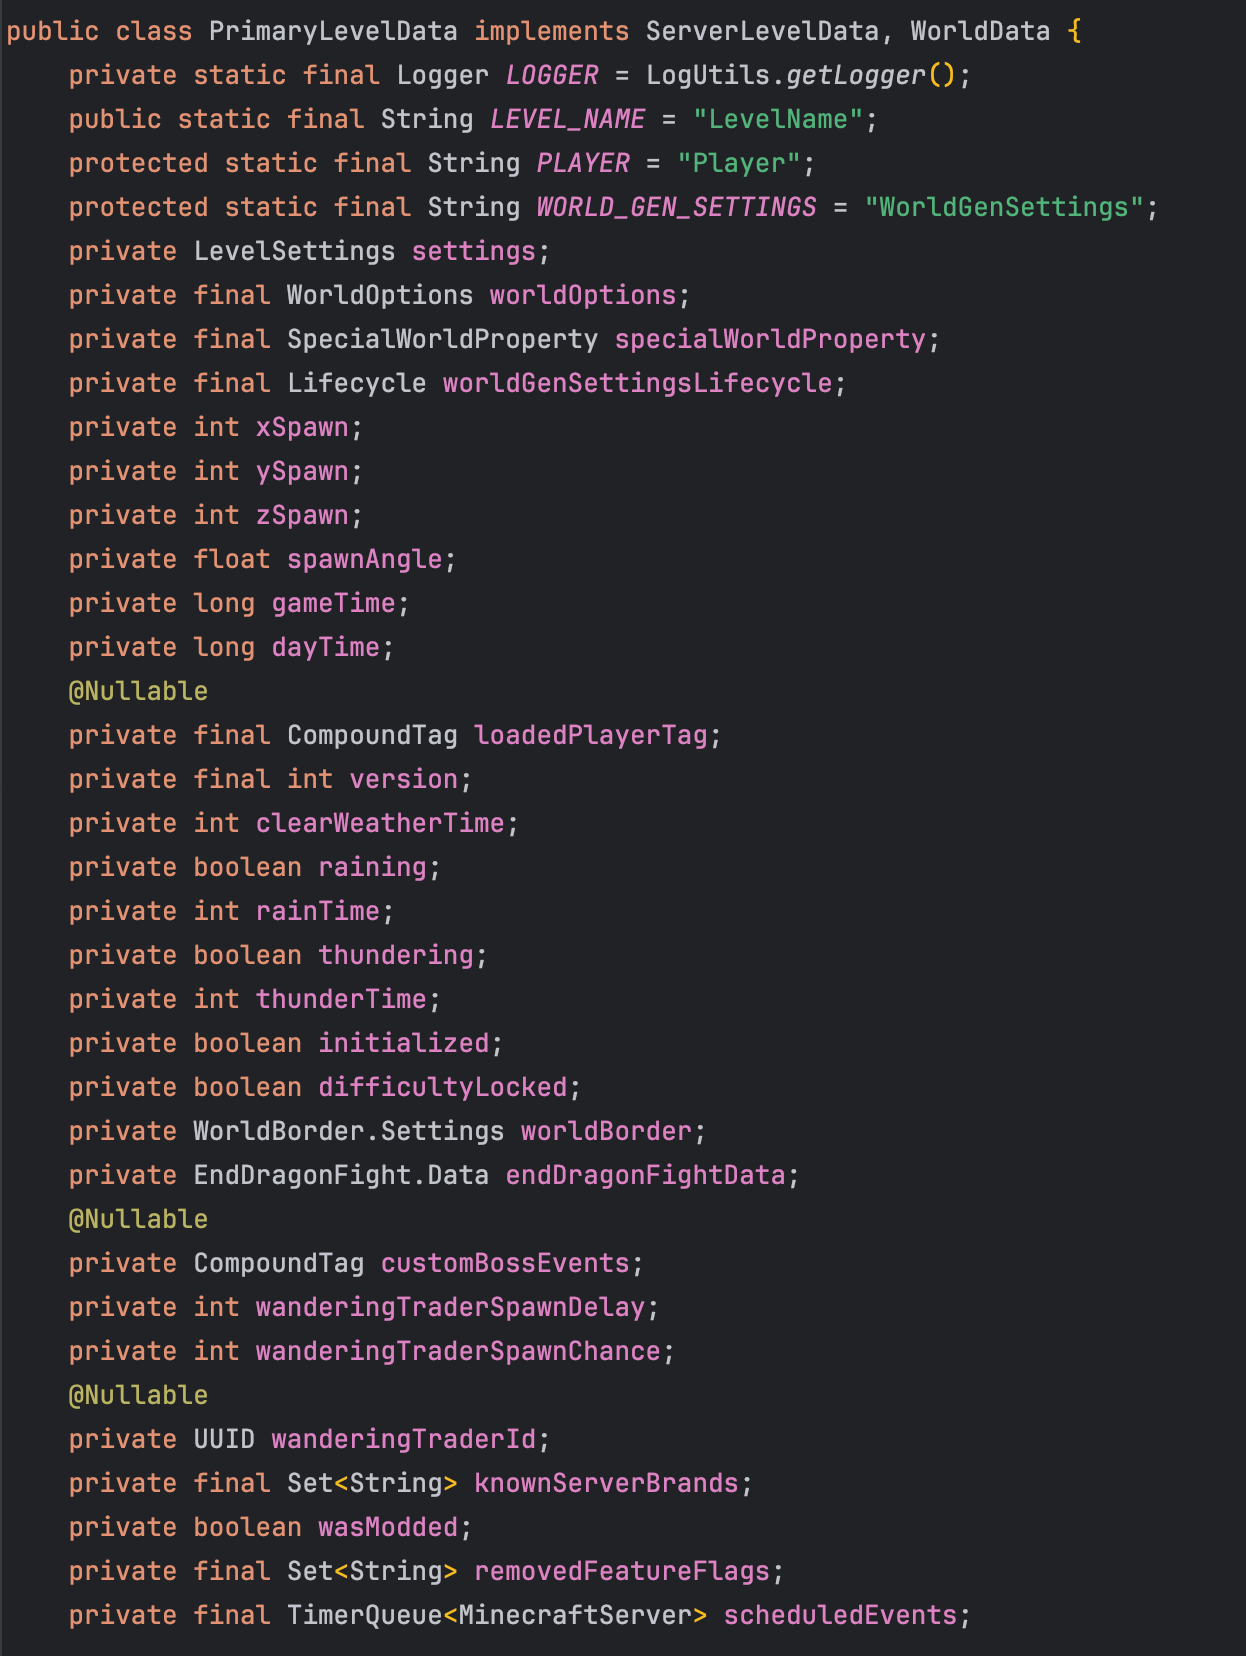 public class PrimaryLevelData implements ServerLevelData, WorldData {
    private static final Logger LOGGER = LogUtils.getLogger();
    public static final String LEVEL_NAME = "LevelName";
    protected static final String PLAYER = "Player";
    protected static final String WORLD_GEN_SETTINGS = "WorldGenSettings";
    private LevelSettings settings;
    private final WorldOptions worldOptions;
    private final SpecialWorldProperty specialWorldProperty;
    private final Lifecycle worldGenSettingsLifecycle;
    private int xSpawn;
    private int ySpawn;
    private int zSpawn;
    private float spawnAngle;
    private long gameTime;
    private long dayTime;
    @Nullable
    private final CompoundTag loadedPlayerTag;
    private final int version;
    private int clearWeatherTime;
    private boolean raining;
    private int rainTime;
    private boolean thundering;
    private int thunderTime;
    private boolean initialized;
    private boolean difficultyLocked;
    private WorldBorder.Settings worldBorder;
    private EndDragonFight.Data endDragonFightData;
    @Nullable
    private CompoundTag customBossEvents;
    private int wanderingTraderSpawnDelay;
    private int wanderingTraderSpawnChance;
    @Nullable
    private UUID wanderingTraderId;
    private final Set<String> knownServerBrands;
    private boolean wasModded;
    private final Set<String> removedFeatureFlags;
    private final TimerQueue<MinecraftServer> scheduledEvents;